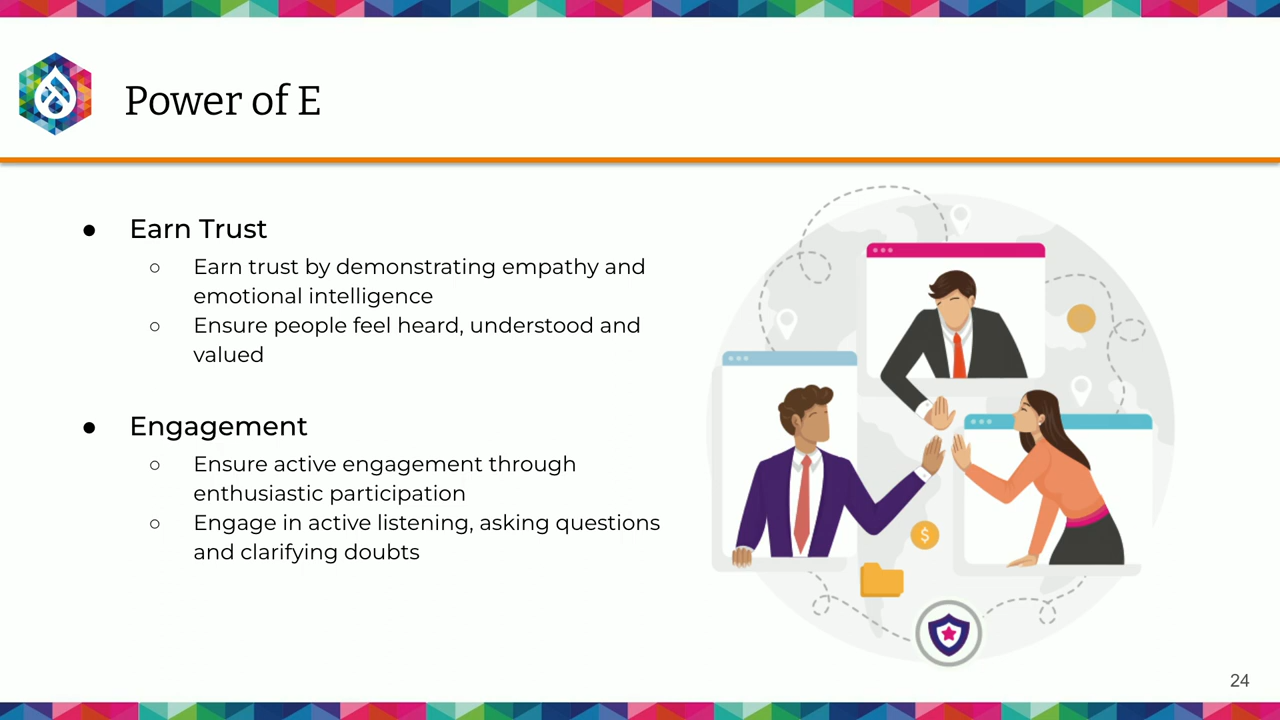 Power of E
● Earn Trust
○ Earn trust by demonstrating empathy and
emotional intelligence
○ Ensure people feel heard, understood and
valued
● Engagement
○ Ensure active engagement through
enthusiastic participation
○ Engage in active listening, asking questions
and clarifying doubts
$
24